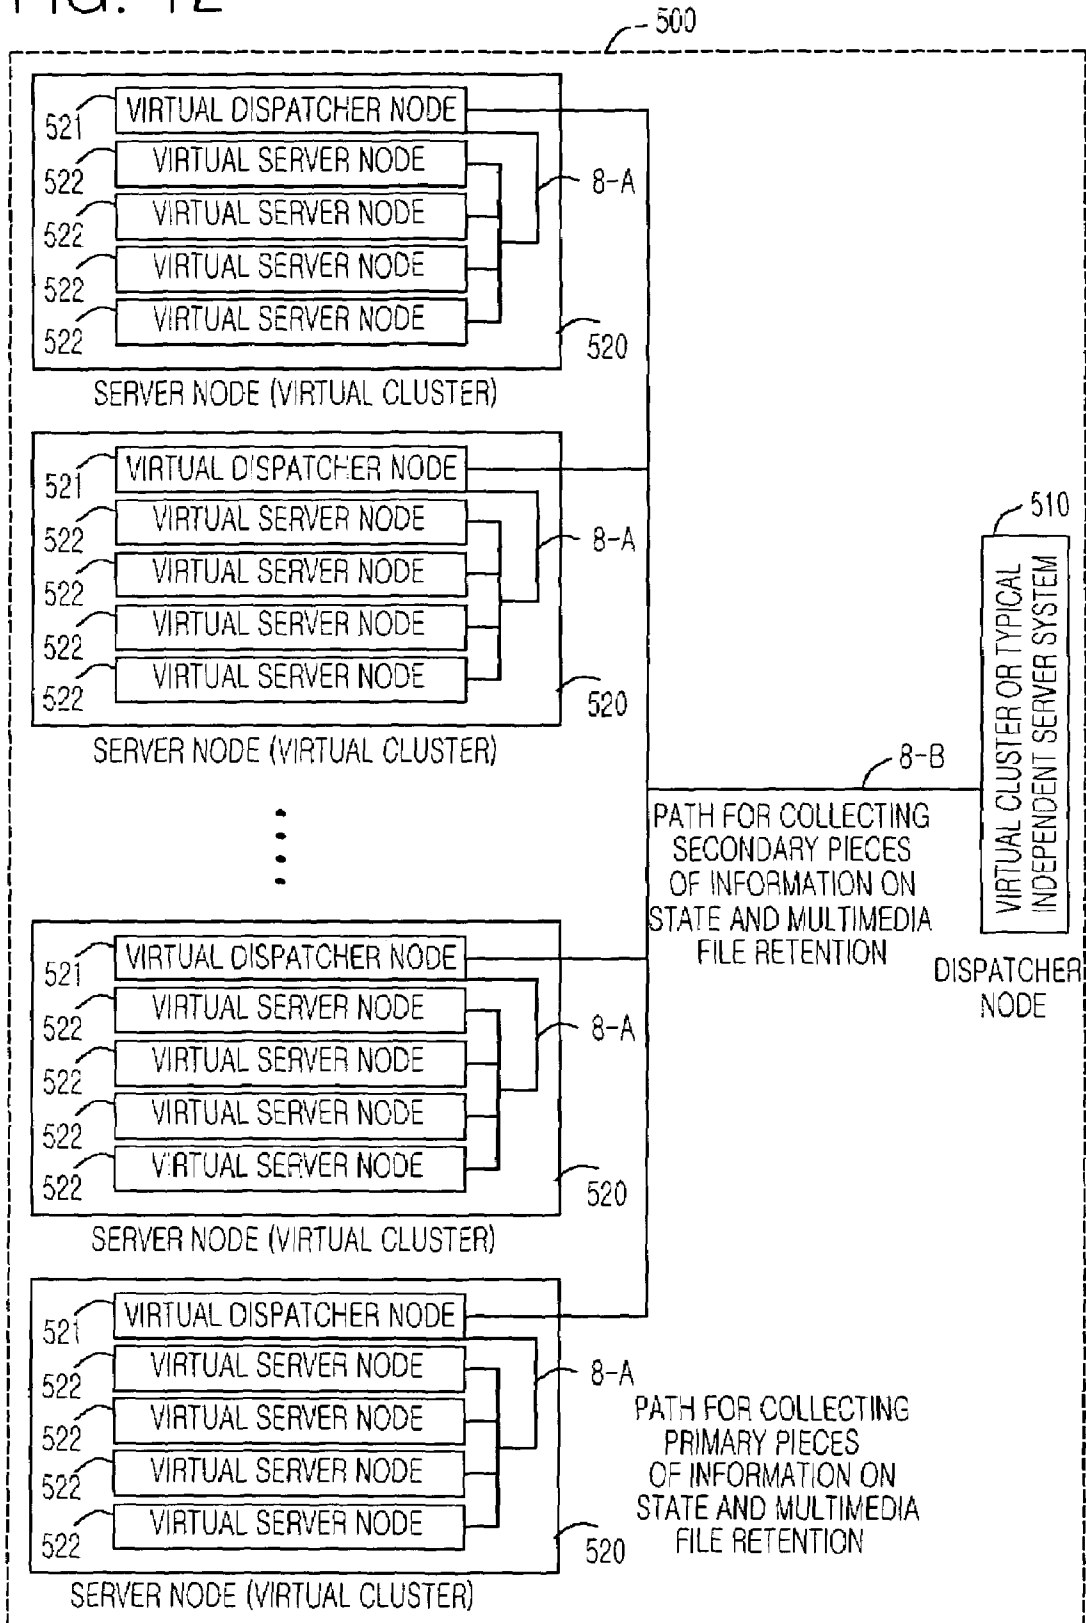 FIG. 12
500
521 VIRTUAL DISPATCHER NODE
522 VIRTUAL SERVER NODE
8-A
522 VIRTUAL SERVER NODE
522 VIRTUAL SERVER NODE
522 VIRTUAL SERVER NODE
520
SERVER NODE (VIRTUAL CLUSTER)
521 VIRTUAL DISPATCHER NODE
522 VIRTUAL SERVER NODE
8-A
522 VIRTUAL SERVER NODE
522 VIRTUAL SERVER NODE
522 VIRTUAL SERVER NODE
520
SERVER NODE (VIRTUAL CLUSTER)
510
VIRTUAL CLUSTER OR TYPICAL
INDEPENDENT SERVER SYSTEM
DISPATCHER
NODE
8-B
PATH FOR COLLECTING
SECONDARY PIECES
OF INFORMATION ON
STATE AND MULTIMEDIA
FILE RETENTION
521 VIRTUAL DISPATCHER NODE
522 VIRTUAL SERVER NODE
8-A
522 VIRTUAL SERVER NODE
522 VIRTUAL SERVER NODE
522 VIRTUAL SERVER NODE
520
SERVER NODE (VIRTUAL CLUSTER)
521 VIRTUAL DISPATCHER NODE
522 VIRTUAL SERVER NODE
8-A
522 VIRTUAL SERVER NODE
522 VIRTUAL SERVER NODE
522 VIRTUAL SERVER NODE
520
SERVER NODE (VIRTUAL CLUSTER)
PATH FOR COLLECTING
PRIMARY PIECES
OF INFORMATION ON
STATE AND MULTIMEDIA
FILE RETENTION